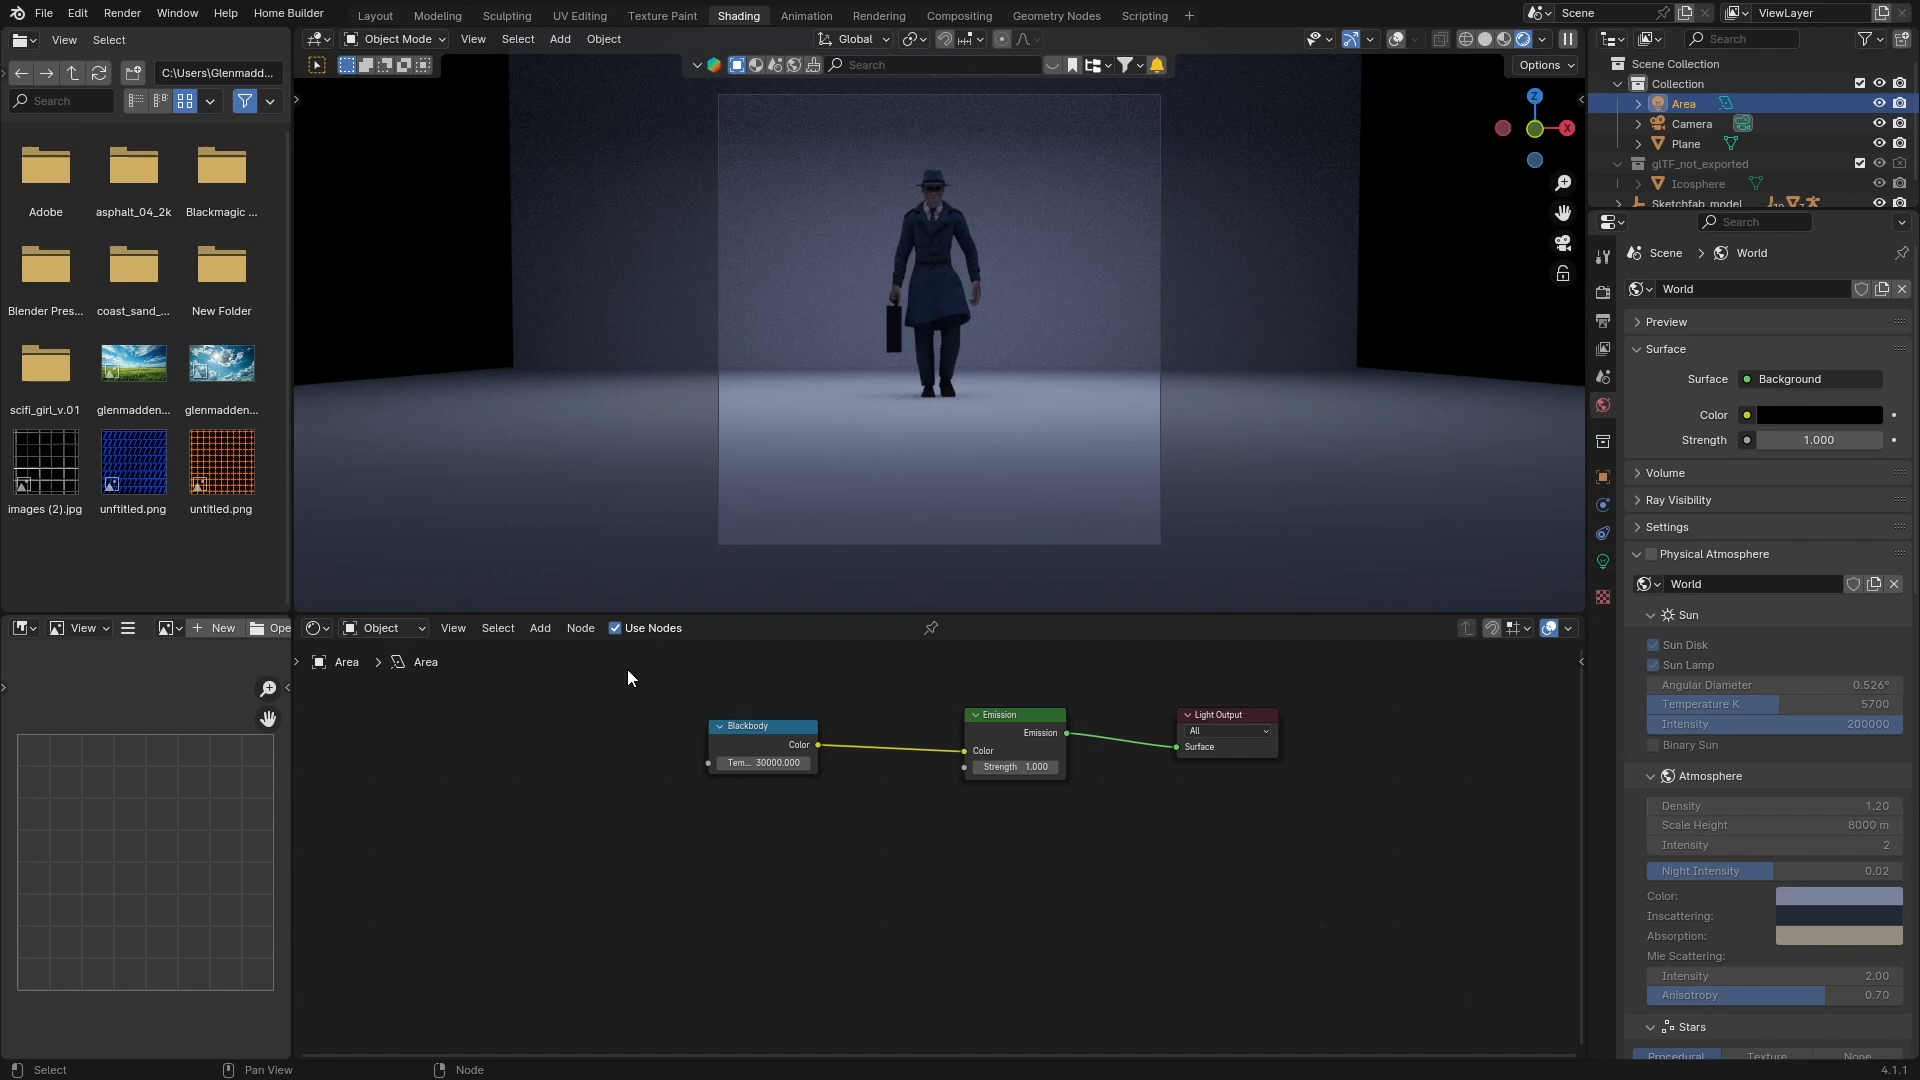 File Edit Render Window Help Home Builder
Layout Modeling Sculpting UV Editing Texture Paint Shading Animation Rendering Compositing Geometry Nodes Scripting +
Scene
ViewLayer
View Select
C:\Users\Glenmadd...
Search
Adobe
asphalt_04_2k
Blackmagic ...
Blender Pres...
coast_sand_...
New Folder
scifi_girl_v.01
glenmadden...
glenmadden...
images (2).jpg
unftitled.png
untitled.png
Object Mode View Select Add Object
Global
Search
Options
Z
X
Search
Scene Collection
Collection
Area
Camera
Plane
glTF_not_exported
Icosphere
Sketchfab_model
Search
Scene > World
World
Preview
Surface
Surface Background
Color
Strength 1.000
Volume
Ray Visibility
Settings
Physical Atmosphere
World
Sun
Sun Disk
Sun Lamp
Angular Diameter 0.526°
Temperature K 5700
Intensity 200000
Binary Sun
Atmosphere
Density 1.20
Scale Height 8000 m
Intensity 2
Night Intensity 0.02
Color:
Inscattering:
Absorption:
Mie Scattering:
Intensity 2.00
Anisotropy 0.70
Stars
Procedural Texture None
View
+ New
Ope
Object View Select Add Node Use Nodes
Area > Area
Blackbody
Color
Tem... 30000.000
Emission
Emission
Color
Strength 1.000
Light Output
All
Surface
Select
Pan View
Node
4.1.1